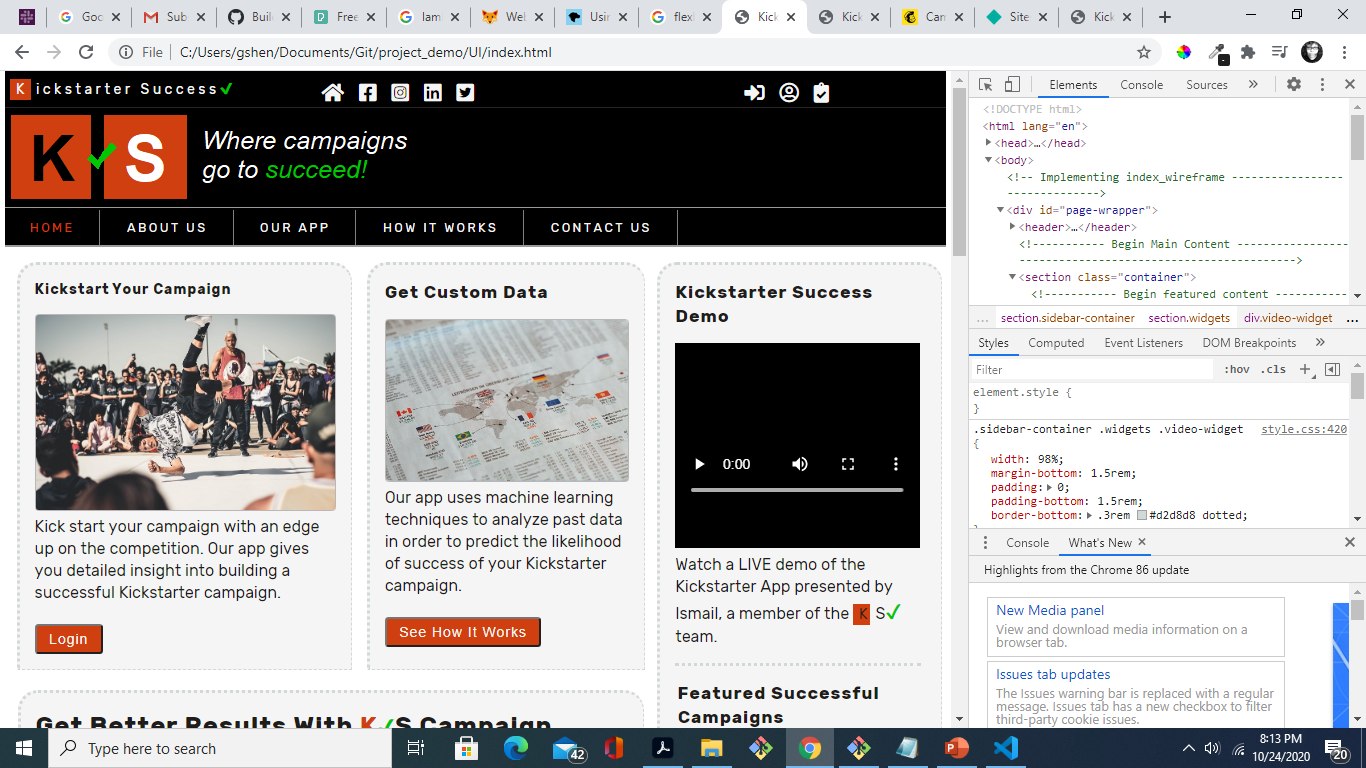 Goo
Sub
Buil
Free
lam
Wel
Usin
flexi
Kick
Kick
Can
Site
Kick
File
C:/Users/gshen/Documents/Git/project_demo/UI/index.html
Kickstarter Success
K S
Where campaigns
go to succeed!
HOME
ABOUT US
OUR APP
HOW IT WORKS
CONTACT US
Kickstart Your Campaign
Kick start your campaign with an edge
up on the competition. Our app gives
you detailed insight into building a
successful Kickstarter campaign.
Login
Get Custom Data
Our app uses machine learning
techniques to analyze past data
in order to predict the likelihood
of success of your Kickstarter
campaign.
See How It Works
Kickstarter Success
Demo
0:00
Watch a LIVE demo of the
Kickstarter App presented by
Ismail, a member of the K S
team.
Featured Successful
Campaigns
Get Better Results With K S Campaign
Elements
Console
Sources
<!DOCTYPE html>
<html lang="en">
<head>…</head>
<body>
<!-- Implementing index_wireframe -----------------
------------------------------>
<div id="page-wrapper">
<header>…</header>
<!----------- Begin Main Content -----------------
------------------------------------------>
<section class="container">
<!----------- Begin featured content -----------
... section.sidebar-container section.widgets div.video-widget ...
Styles
Computed
Event Listeners
DOM Breakpoints
Filter
:hov .cls
element.style {
}
.sidebar-container .widgets .video-widget style.css:420
{
width: 98%;
margin-bottom: 1.5rem;
padding: 0;
padding-bottom: 1.5rem;
border-bottom: .3rem #d2d8d8 dotted;
Console
What's New
Highlights from the Chrome 86 update
New Media panel
View and download media information on a
browser tab.
Issues tab updates
The Issues warning bar is replaced with a regular
message. Issues tab has a new checkbox to filter
third-party cookie issues.
Type here to search
42
8:13 PM
10/24/2020
20